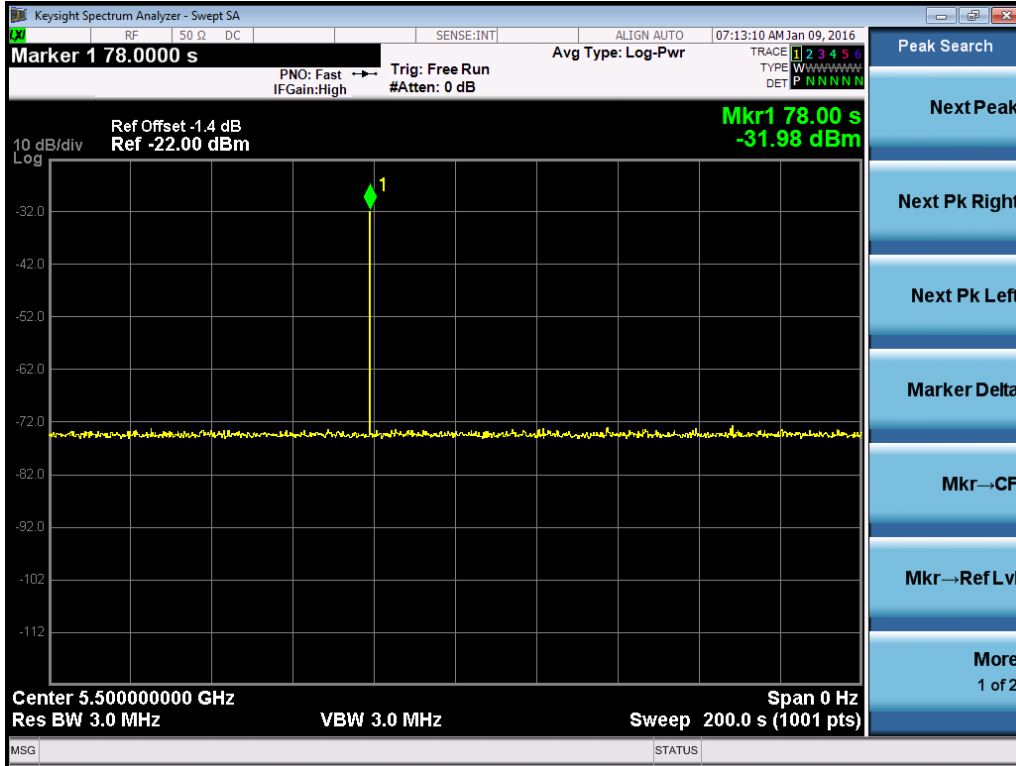 Keysight Spectrum Analyzer - Swept SA
LXI RF 50 Ω DC SENSE:INT ALIGN AUTO 07:13:10 AM Jan 09, 2016
Marker 1 78.0000 s
PNO: Fast
IFGain:High
Trig: Free Run
#Atten: 0 dB
Avg Type: Log-Pwr
TRACE 1 2 3 4 5 6
TYPE W W W W W W
DET P N N N N N
Ref Offset -1.4 dB
10 dB/div Ref -22.00 dBm
Log
Mkr1 78.00 s
-31.98 dBm
1
-32.0
-42.0
-52.0
-62.0
-72.0
-82.0
-92.0
-102
-112
Center 5.500000000 GHz Span 0 Hz
Res BW 3.0 MHz VBW 3.0 MHz Sweep 200.0 s (1001 pts)
MSG STATUS
Peak Search
Next Peak
Next Pk Right
Next Pk Left
Marker Delta
Mkr→CF
Mkr→Ref Lvl
More
1 of 2